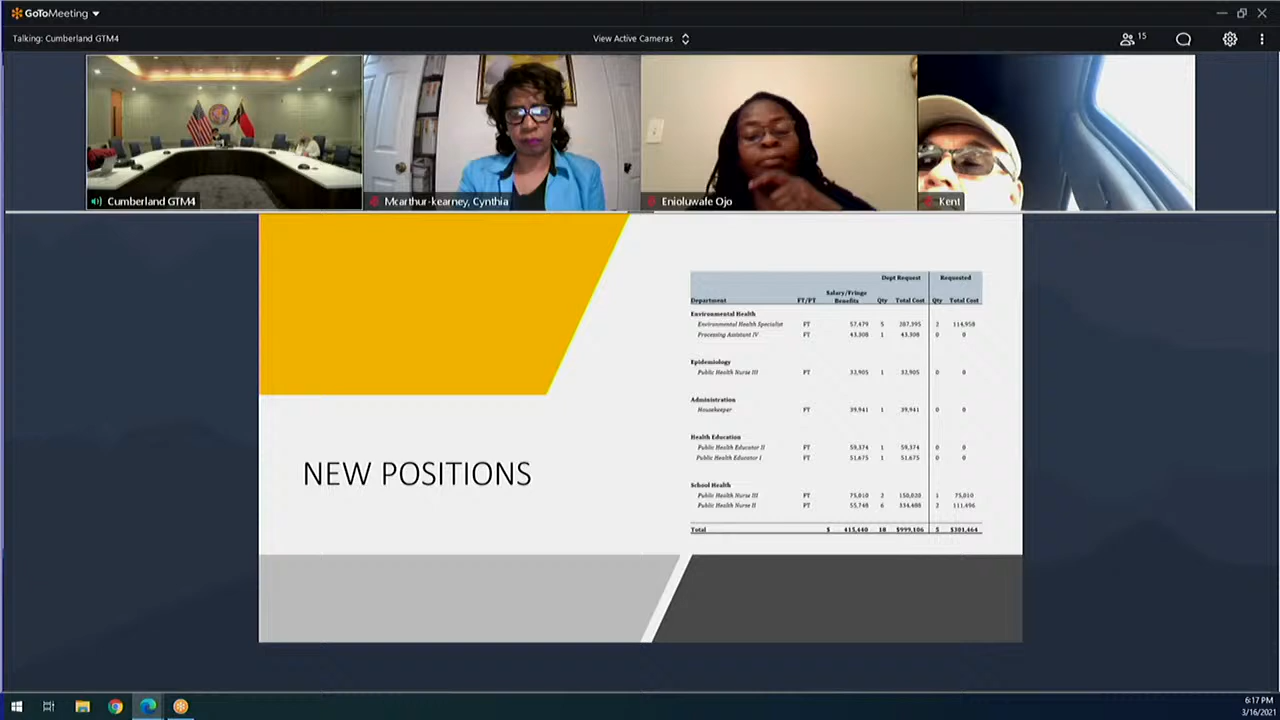 GoToMeeting
Talking: Cumberland GTM4
View Active Cameras
15
Cumberland GTM4
Mcarthur-kearney, Cynthia
Enioluwale Ojo
Kent
NEW POSITIONS
Dept Request Requested
Salary/Fringe
Department FT/PT Benefits Qty Total Cost Qty Total Cost
Environmental Health
Environmental Health Specialist FT 57,479 5 287,395 2 114,958
Processing Assistant IV FT 43,308 1 43,308 0 0
Epidemiology
Public Health Nurse III FT 33,905 1 33,905 0 0
Administration
Housekeeper FT 39,941 1 39,941 0 0
Health Education
Public Health Educator II FT 59,374 1 59,374 0 0
Public Health Educator I FT 51,675 1 51,675 0 0
School Health
Public Health Nurse III FT 75,010 2 150,020 1 75,010
Public Health Nurse II FT 55,748 6 334,488 2 111,496
Total $ 415,440 18 $999,106 5 $301,464
6:17 PM
3/16/2021